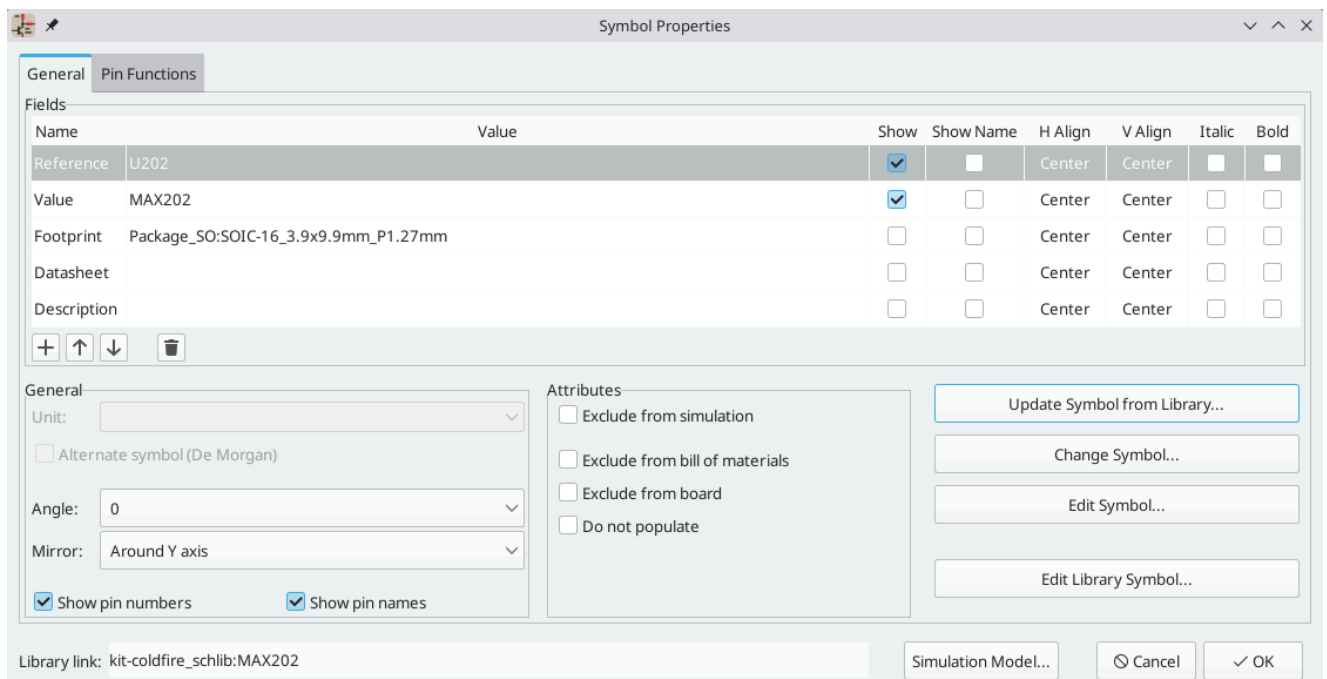 Symbol Properties
General Pin Functions
Fields
Name Value Show Show Name H Align V Align Italic Bold
Reference U202 Center Center
Value MAX202 Center Center
Footprint Package_SO:SOIC-16_3.9x9.9mm_P1.27mm Center Center
Datasheet Center Center
Description Center Center
General Attributes
Unit: Exclude from simulation Update Symbol from Library...
Alternate symbol (De Morgan) Exclude from bill of materials Change Symbol...
Angle: 0 Exclude from board Edit Symbol...
Do not populate
Mirror: Around Y axis
Edit Library Symbol...
Show pin numbers Show pin names
Library link: kit-coldfire_schlib:MAX202 Simulation Model... Cancel OK